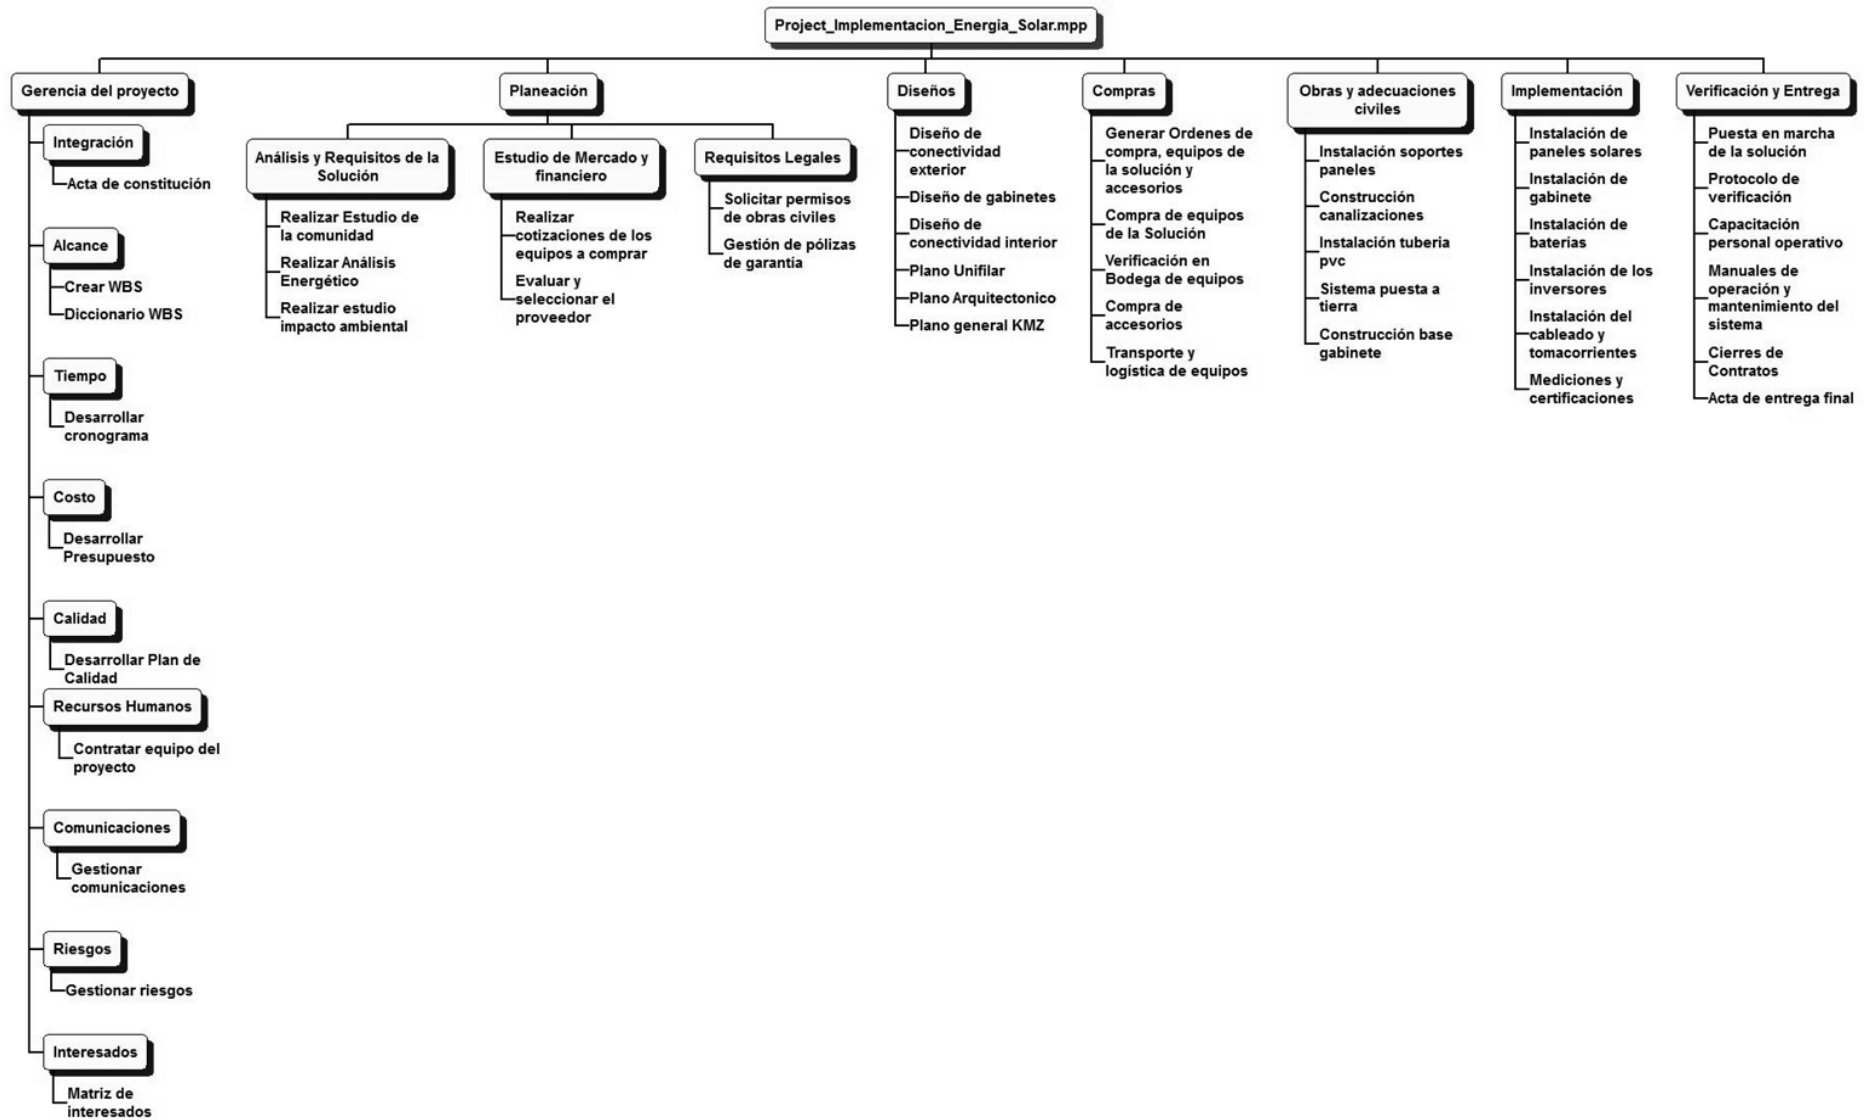 Project_Implementacion_Energia_Solar.mpp
Gerencia del proyecto
Integración
Acta de constitución
Alcance
Crear WBS
Diccionario WBS
Tiempo
Desarrollar
cronograma
Costo
Desarrollar
Presupuesto
Calidad
Desarrollar Plan de
Calidad
Recursos Humanos
Contratar equipo del
proyecto
Comunicaciones
Gestionar
comunicaciones
Riesgos
Gestionar riesgos
Interesados
Matriz de
interesados
Planeación
Análisis y Requisitos de la
Solución
Realizar Estudio de
la comunidad
Realizar Análisis
Energético
Realizar estudio
impacto ambiental
Estudio de Mercado y
financiero
Realizar
cotizaciones de los
equipos a comprar
Evaluar y
seleccionar el
proveedor
Requisitos Legales
Solicitar permisos
de obras civiles
Gestión de pólizas
de garantía
Diseños
Diseño de
conectividad
exterior
Diseño de gabinetes
Diseño de
conectividad interior
Plano Unifilar
Plano Arquitectonico
Plano general KMZ
Compras
Generar Ordenes de
compra, equipos de
la solución y
accesorios
Compra de equipos
de la Solución
Verificación en
Bodega de equipos
Compra de
accesorios
Transporte y
logística de equipos
Obras y adecuaciones
civiles
Instalación soportes
paneles
Construcción
canalizaciones
Instalación tuberia
pvc
Sistema puesta a
tierra
Construcción base
gabinete
Implementación
Instalación de
paneles solares
Instalación de
gabinete
Instalación de
baterías
Instalación de los
inversores
Instalación del
cableado y
tomacorrientes
Mediciones y
certificaciones
Verificación y Entrega
Puesta en marcha
de la solución
Protocolo de
verificación
Capacitación
personal operativo
Manuales de
operación y
mantenimiento del
sistema
Cierres de
Contratos
Acta de entrega final